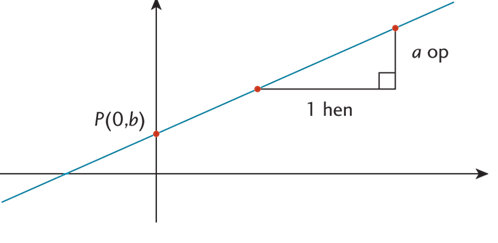 a op
1 hen
P(0,b)